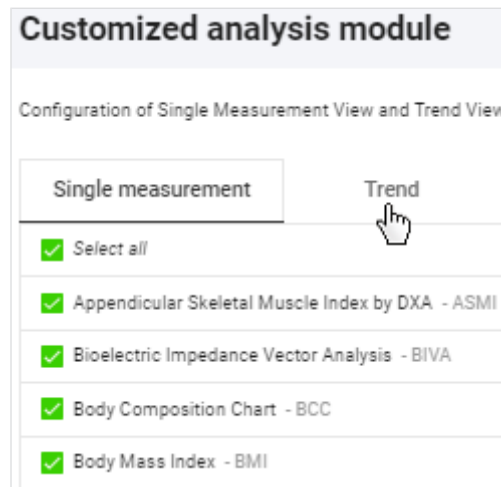 Customized analysis module
Configuration of Single Measurement View and Trend View
Single measurement Trend
Select all
Appendicular Skeletal Muscle Index by DXA - ASMI
Bioelectric Impedance Vector Analysis - BIVA
Body Composition Chart - BCC
Body Mass Index - BMI